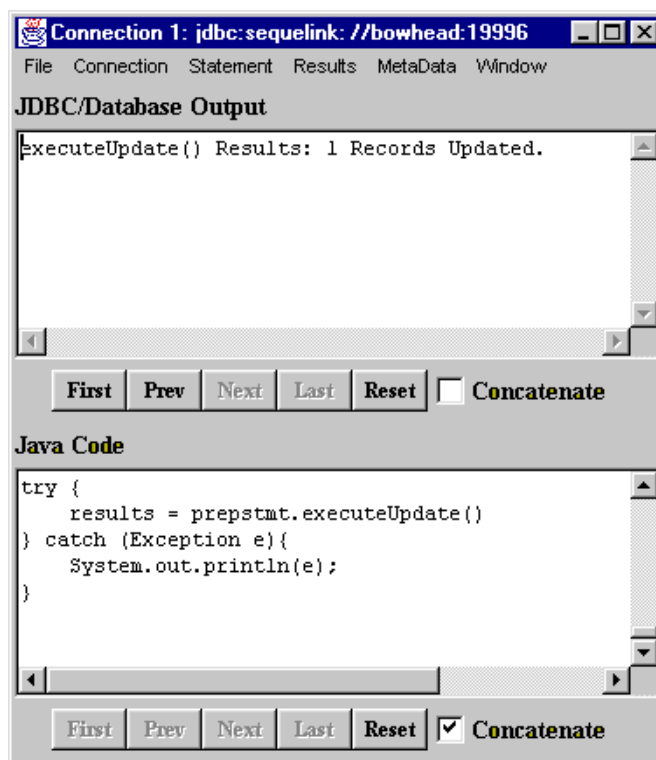 Connection 1: jdbc:sequelink: //bowhead:19996
File Connection Statement Results MetaData Window
JDBC/Database Output
executeUpdate() Results: 1 Records Updated.
First Prev Next Last Reset Concatenate
Java Code
try {
    results = prepstmt.executeUpdate()
} catch (Exception e){
    System.out.println(e);
}
First Prev Next Last Reset Concatenate